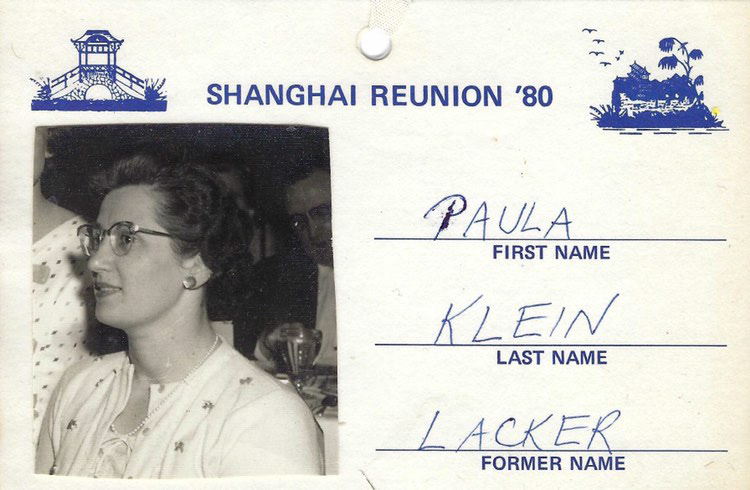 SHANGHAI REUNION '80
PAULA
FIRST NAME
KLEIN
LAST NAME
LACKER
FORMER NAME